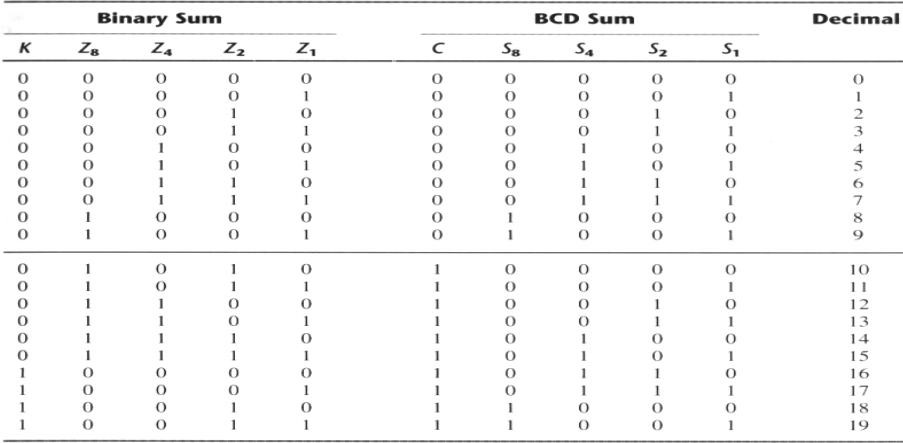 Binary Sum BCD Sum Decimal
K Z₈ Z₄ Z₂ Z₁ C S₈ S₄ S₂ S₁
0 0 0 0 0 0 0 0 0 0 0
0 0 0 0 1 0 0 0 0 1 1
0 0 0 1 0 0 0 0 1 0 2
0 0 0 1 1 0 0 0 1 1 3
0 0 1 0 0 0 0 1 0 0 4
0 0 1 0 1 0 0 1 0 1 5
0 0 1 1 0 0 0 1 1 0 6
0 0 1 1 1 0 0 1 1 1 7
0 1 0 0 0 0 1 0 0 0 8
0 1 0 0 1 0 1 0 0 1 9
0 1 0 1 0 1 0 0 0 0 10
0 1 0 1 1 1 0 0 0 1 11
0 1 1 0 0 1 0 0 1 0 12
0 1 1 0 1 1 0 0 1 1 13
0 1 1 1 0 1 0 1 0 0 14
0 1 1 1 1 1 0 1 0 1 15
1 0 0 0 0 1 0 1 1 0 16
1 0 0 0 1 1 0 1 1 1 17
1 0 0 1 0 1 1 0 0 0 18
1 0 0 1 1 1 1 0 0 1 19